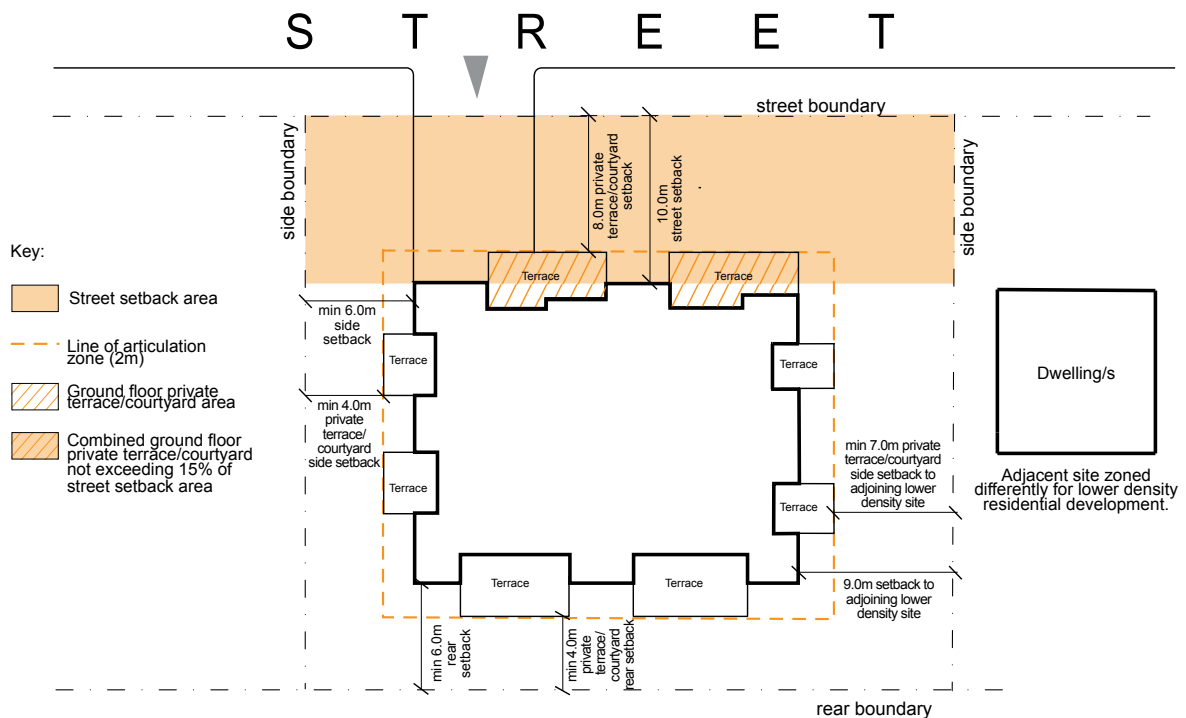 S T R E E T
street boundary
side boundary
side boundary
8.0m private
terrace/courtyard
setback
10.0m
street setback
Key:
Street setback area
Line of articulation
zone (2m)
Ground floor private
terrace/courtyard area
Combined ground floor
private terrace/courtyard
not exceeding 15% of
street setback area
Terrace
Terrace
min 6.0m
side
setback
Terrace
Terrace
min 4.0m
private
terrace/
courtyard
side setback
Terrace
Terrace
Dwelling/s
Adjacent site zoned
differently for lower density
residential development.
min 7.0m private
terrace/courtyard
side setback to
adjoining lower
density site
Terrace
Terrace
9.0m setback to
adjoining lower
density site
min 6.0m
rear
setback
min 4.0m
private
terrace/
courtyard
rear setback
rear boundary